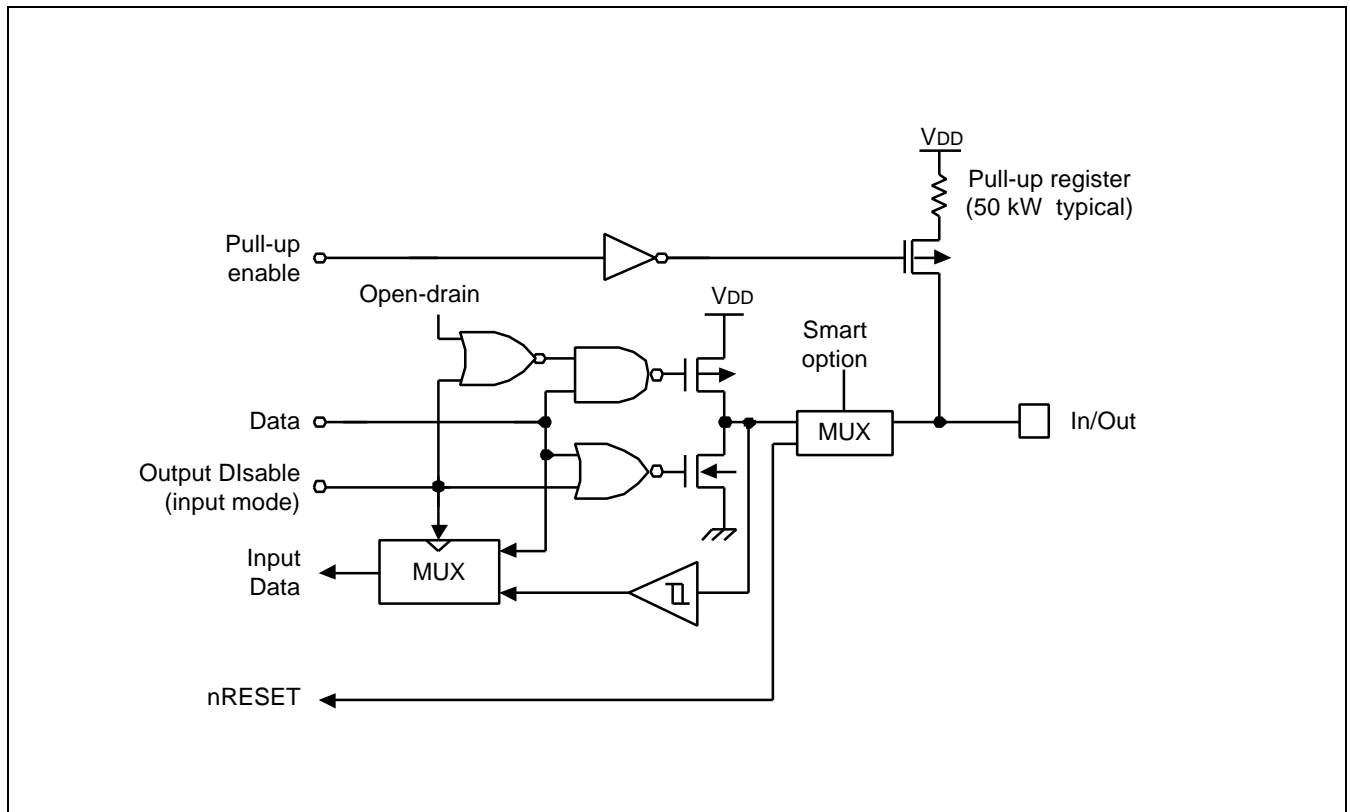 VDD
Pull-up register
(50 kW typical)
Pull-up
enable
Open-drain
VDD
Smart
option
Data
MUX
In/Out
Output DIsable
(input mode)
Input
Data
MUX
nRESET